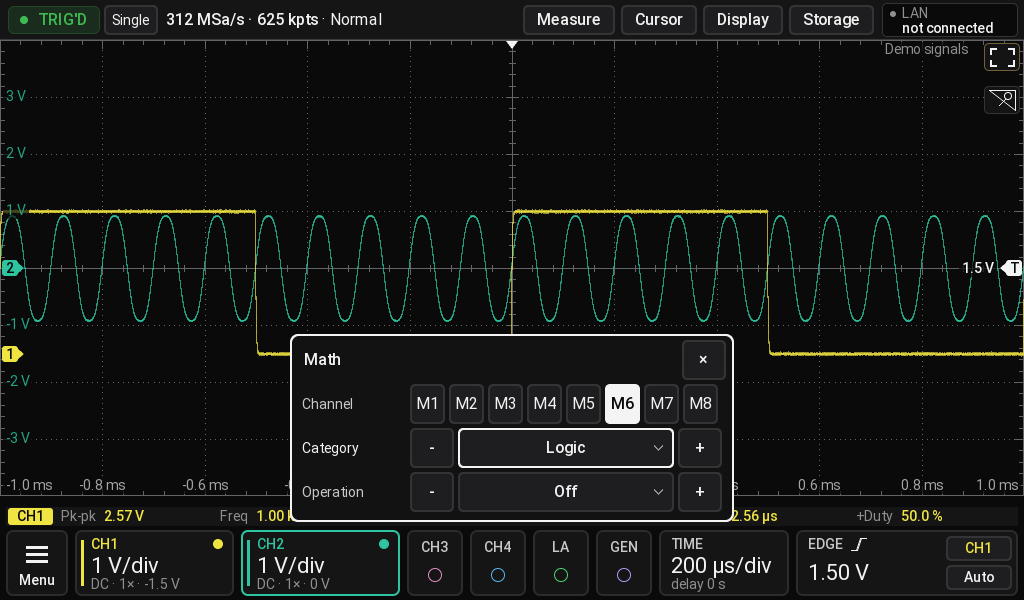 TRIG'D
Single
312 MSa/s · 625 kpts · Normal
Measure
Cursor
Display
Storage
LAN
not connected
Demo signals
3 V
2 V
1 V
2
1.5 V
T
-1 V
1
-2 V
-3 V
-1.0 ms
-0.8 ms
-0.6 ms
0.6 ms
0.8 ms
1.0 ms
Math
×
Channel
M1
M2
M3
M4
M5
M6
M7
M8
Category
-
Logic
+
Operation
-
Off
+
CH1
Pk-pk 2.57 V
Freq 1.00
2.56 µs
+Duty 50.0 %
Menu
CH1
1 V/div
DC · 1× · -1.5 V
CH2
1 V/div
DC · 1× · 0 V
CH3
CH4
LA
GEN
TIME
200 µs/div
delay 0 s
EDGE
1.50 V
CH1
Auto